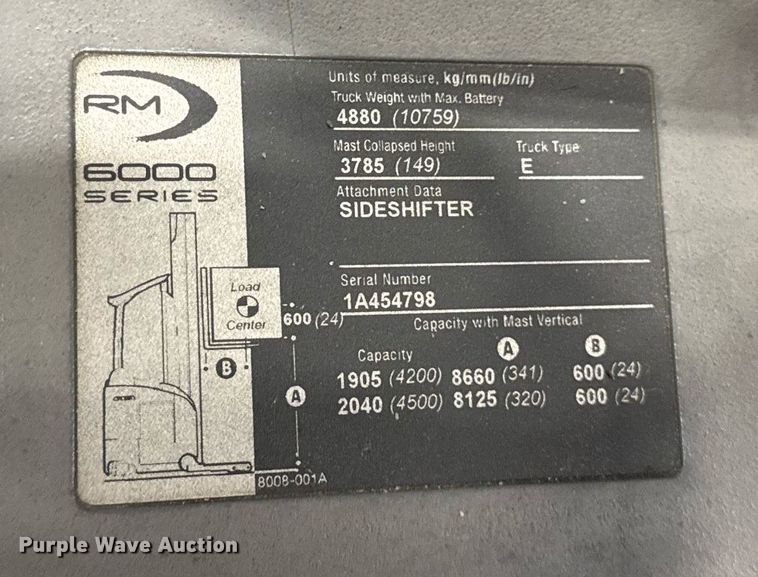 RM
6000
SERIES
Units of measure, kg/mm(lb/in)
Truck Weight with Max. Battery
4880 (10759)
Mast Collapsed Height Truck Type
3785 (149) E
Attachment Data
SIDESHIFTER
Serial Number
1A454798
Capacity with Mast Vertical
Capacity A B
1905 (4200) 8660 (341) 600 (24)
2040 (4500) 8125 (320) 600 (24)
Load
Center
600 (24)
B
A
CROWN
8008-001A
Purple Wave Auction